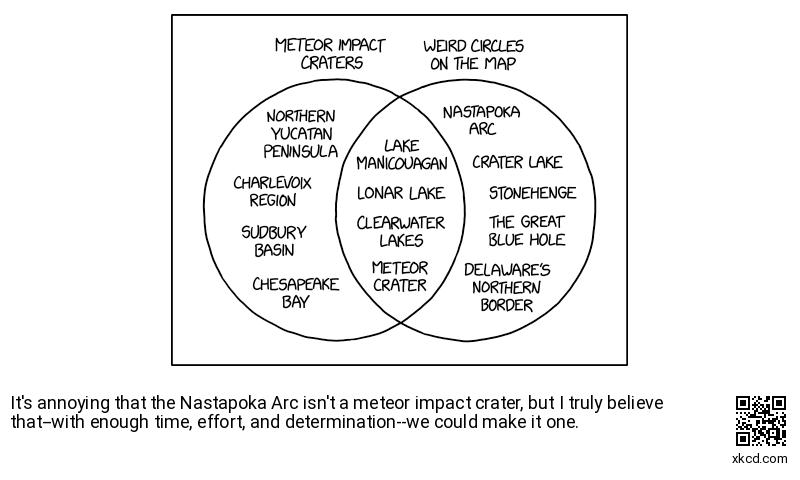 METEOR IMPACT
CRATERS
WEIRD CIRCLES
ON THE MAP
NORTHERN
YUCATAN
PENINSULA
CHARLEVOIX
REGION
SUDBURY
BASIN
CHESAPEAKE
BAY
LAKE
MANICOUAGAN
LONAR LAKE
CLEARWATER
LAKES
METEOR
CRATER
NASTAPOKA
ARC
CRATER LAKE
STONEHENGE
THE GREAT
BLUE HOLE
DELAWARE'S
NORTHERN
BORDER
It's annoying that the Nastapoka Arc isn't a meteor impact crater, but I truly believe
that–with enough time, effort, and determination--we could make it one.
xkcd.com